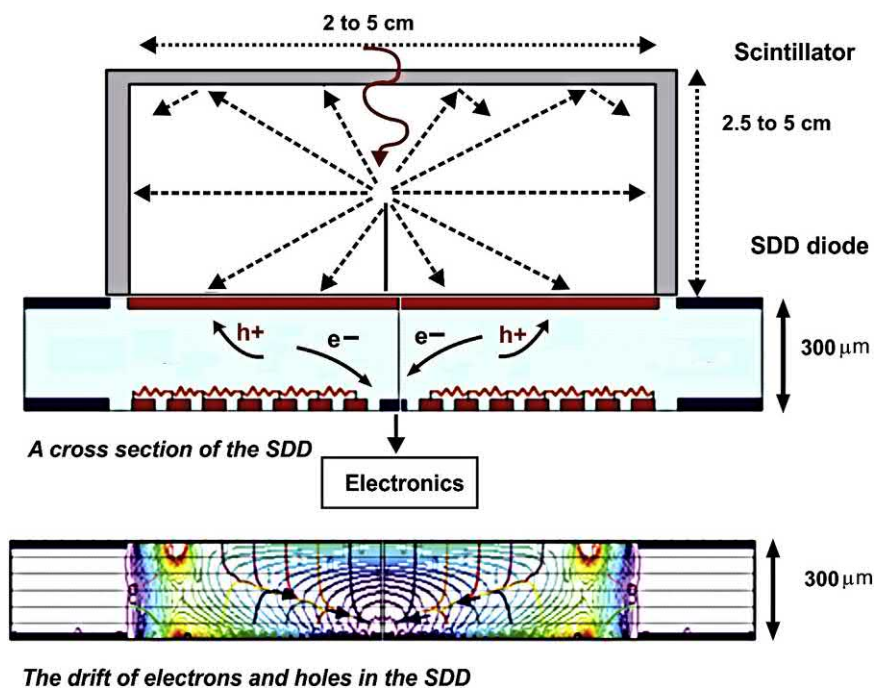 2 to 5 cm
Scintillator
2.5 to 5 cm
SDD diode
h+
e−
e−
h+
300 μm
A cross section of the SDD
Electronics
300 μm
The drift of electrons and holes in the SDD